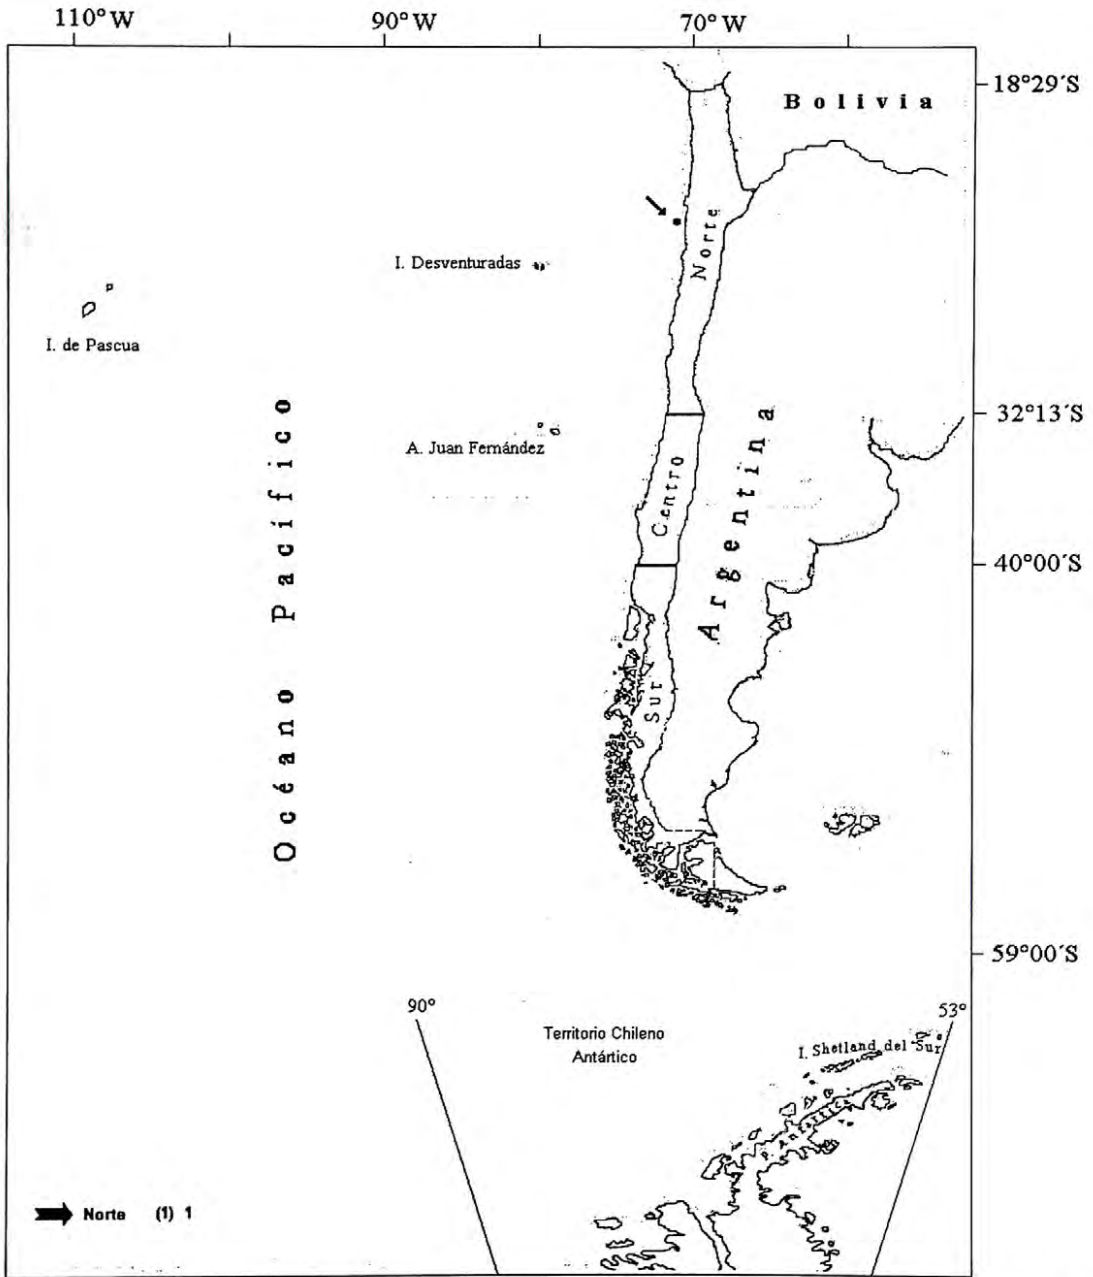 110°W 90°W 70°W
18°29´S
Bolivia
Norte
I. Desventuradas
I. de Pascua
32°13´S
A. Juan Fernández
Centro
Argentina
Océano Pacífico
40°00´S
Sur
59°00´S
90°
53°
Territorio Chileno
Antártico
I. Shetland del Sur
P. Antártica
Norte (1) 1